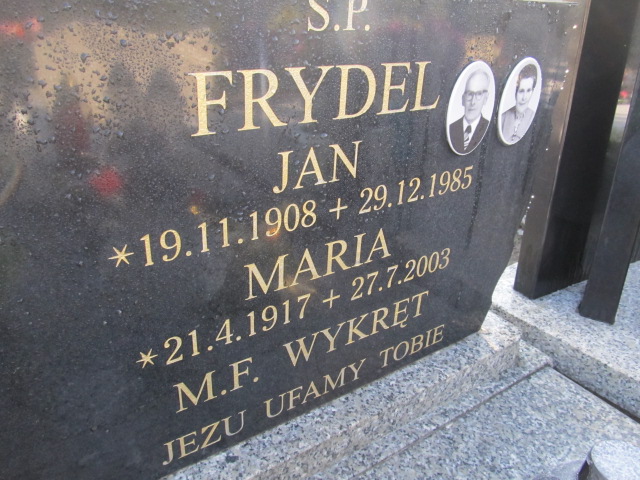 S.P.
FRYDEL
JAN
*19.11.1908 + 29.12.1985
MARIA
*21.4.1917 + 27.7.2003
M.F. WYKRĘT
JEZU UFAMY TOBIE